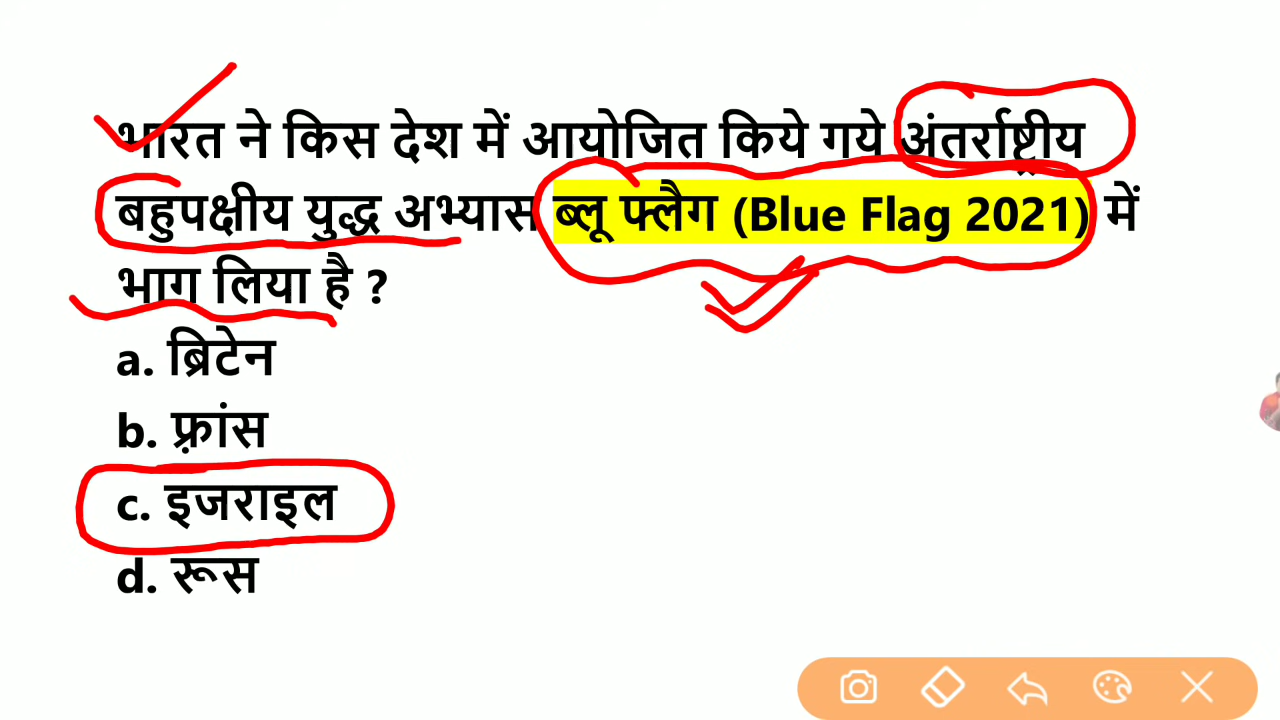 भारत ने किस देश में आयोजित किये गये अंतर्राष्ट्रीय
बहुपक्षीय युद्ध अभ्यास ब्लू फ्लैग (Blue Flag 2021) में
भाग लिया है ?
a. ब्रिटेन
b. फ़्रांस
c. इजराइल
d. रूस